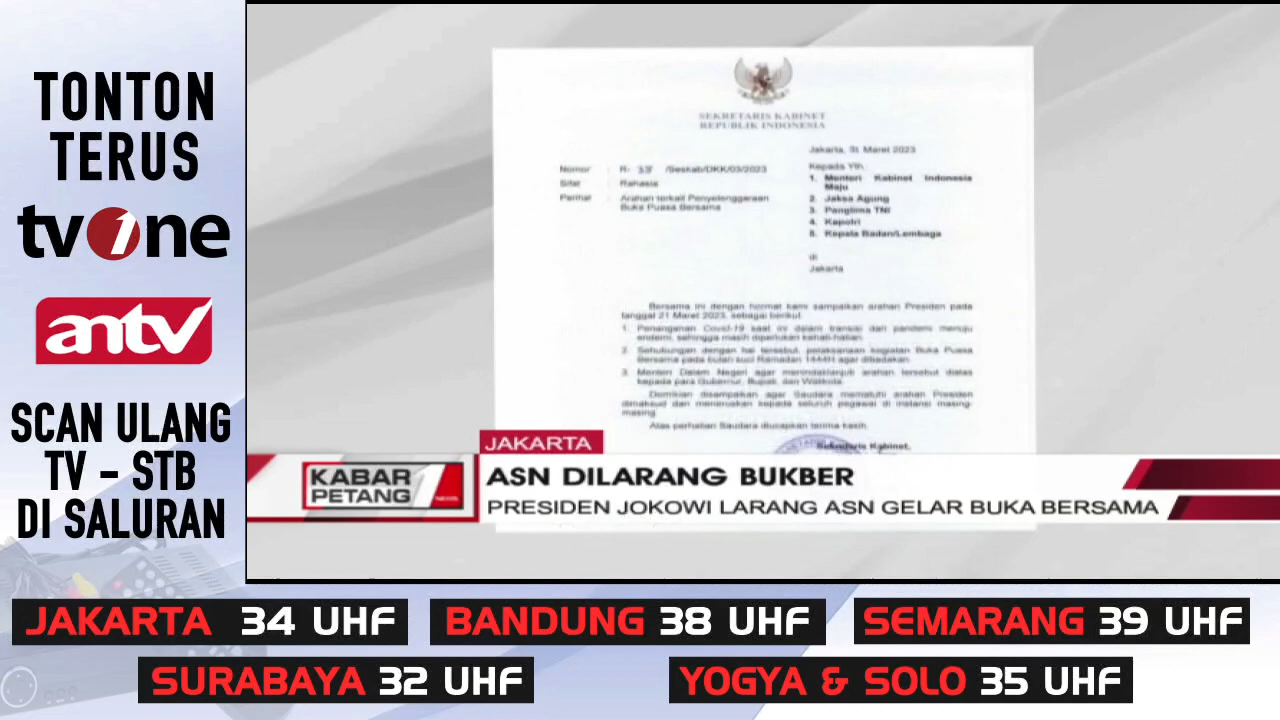 TONTON
TERUS
tvOne
antv
SCAN ULANG
TV – STB
DI SALURAN
SEKRETARIS KABINET
REPUBLIK INDONESIA
Jakarta, Maret 2023
Nomor : R- /Seskab/DKK/03/2023
Sifat : Rahasia
Perihal : Arahan terkait Penyelenggaraan
Buka Puasa Bersama
Kepada Yth.
1. Menteri Kabinet Indonesia
Maju
2. Jaksa Agung
3. Panglima TNI
4. Kapolri
5. Kepala Badan/Lembaga
di
Jakarta
Bersama ini dengan hormat kami sampaikan arahan Presiden pada
tanggal 21 Maret 2023, sebagai berikut:
1. Penanganan Covid-19 saat ini dalam transisi dari pandemi menuju
endemi, sehingga masih diperlukan kehati-hatian.
2. Sehubungan dengan hal tersebut, pelaksanaan kegiatan Buka Puasa
Bersama pada bulan suci Ramadan 1444H agar ditiadakan.
3. Menteri Dalam Negeri agar menindaklanjuti arahan tersebut diatas
kepada para Gubernur, Bupati, dan Walikota.
Demikian disampaikan agar Saudara mematuhi arahan Presiden
dimaksud dan meneruskan kepada seluruh pegawai di instansi masing-
masing.
Atas perhatian Saudara diucapkan terima kasih.
Sekretaris Kabinet,
JAKARTA
KABAR
PETANG
NEWS
ASN DILARANG BUKBER
PRESIDEN JOKOWI LARANG ASN GELAR BUKA BERSAMA
JAKARTA 34 UHF
BANDUNG 38 UHF
SEMARANG 39 UHF
SURABAYA 32 UHF
YOGYA & SOLO 35 UHF